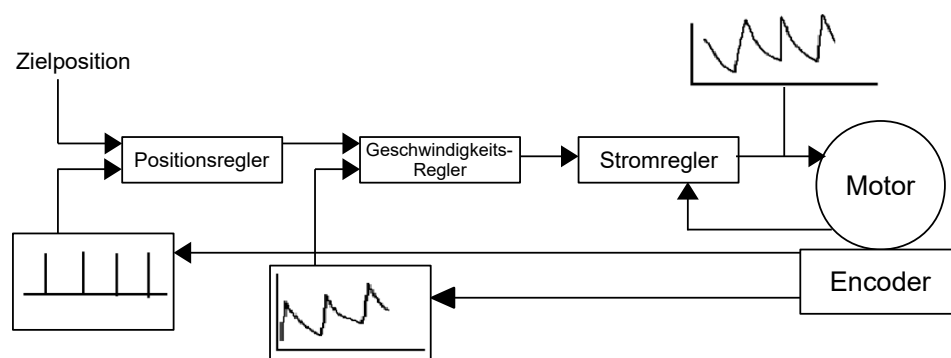 Zielposition
Positionsregler
Geschwindigkeits-
Regler
Stromregler
Motor
Encoder